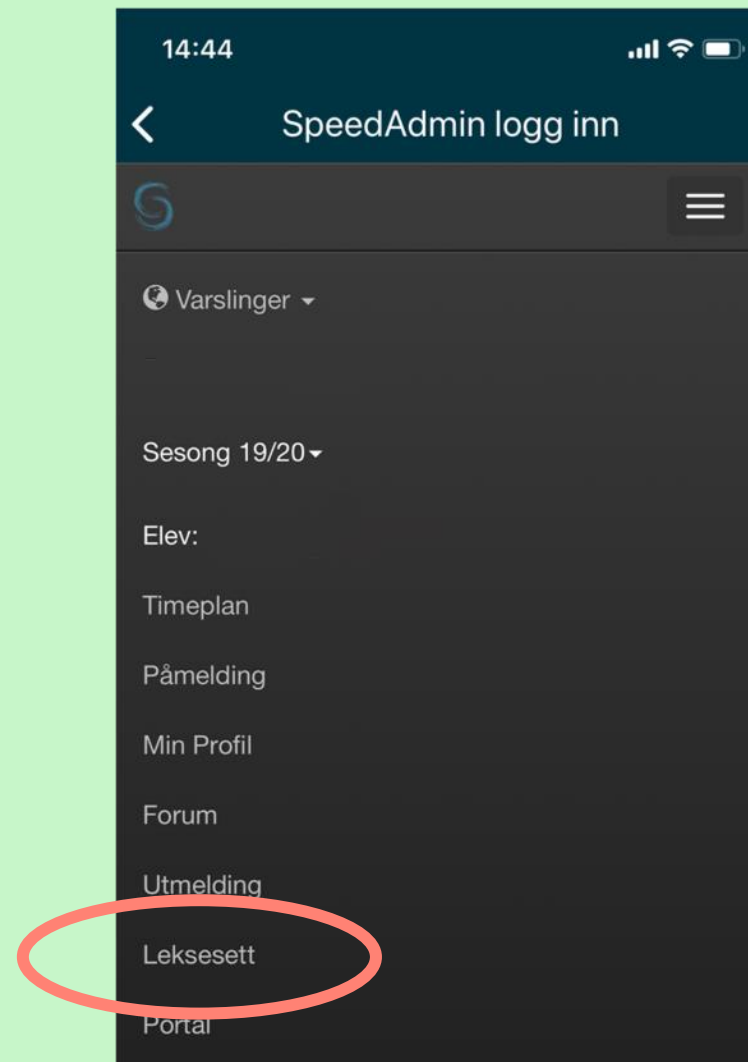 14:44
SpeedAdmin logg inn
Varslinger
Sesong 19/20
Elev:
Timeplan
Påmelding
Min Profil
Forum
Utmelding
Leksesett
Portal